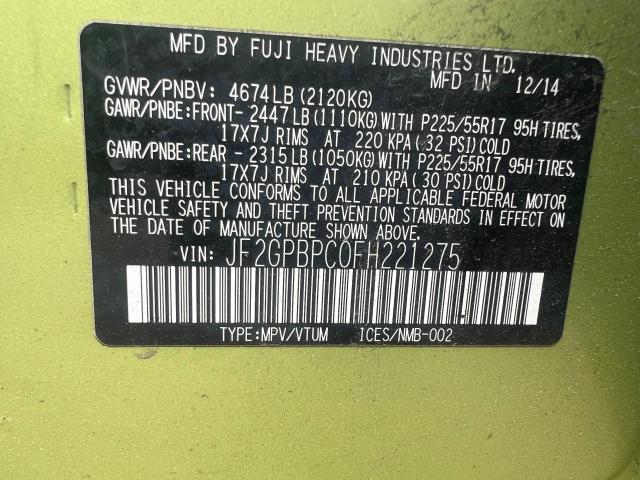 MFD BY FUJI HEAVY INDUSTRIES LTD.
MFD IN 12/14
GVWR/PNBV: 4674LB(2120KG)
GAWR/PNBE:FRONT-2447LB(1110KG)WITH P225/55R17 95H TIRES,
17X7J RIMS AT 220 KPA(32 PSI)COLD
GAWR/PNBE:REAR -2315LB(1050KG)WITH P225/55R17 95H TIRES,
17X7J RIMS AT 210 KPA(30 PSI)COLD
THIS VEHICLE CONFORMS TO ALL APPLICABLE FEDERAL MOTOR
VEHICLE SAFETY AND THEFT PREVENTION STANDARDS IN EFFECT ON
THE DATE OF MANUFACTURE SHOWN ABOVE.
VIN: JF2GPBPC0FH221275
TYPE:MPV/VTUM ICES/NMB-002